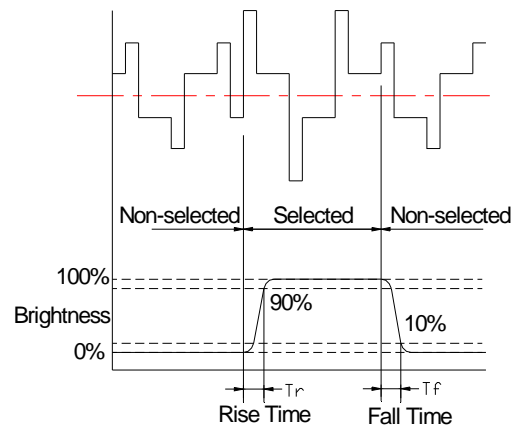 Non-selected Selected Non-selected
100%
90%
Brightness
10%
0%
Tr Tf
Rise Time Fall Time